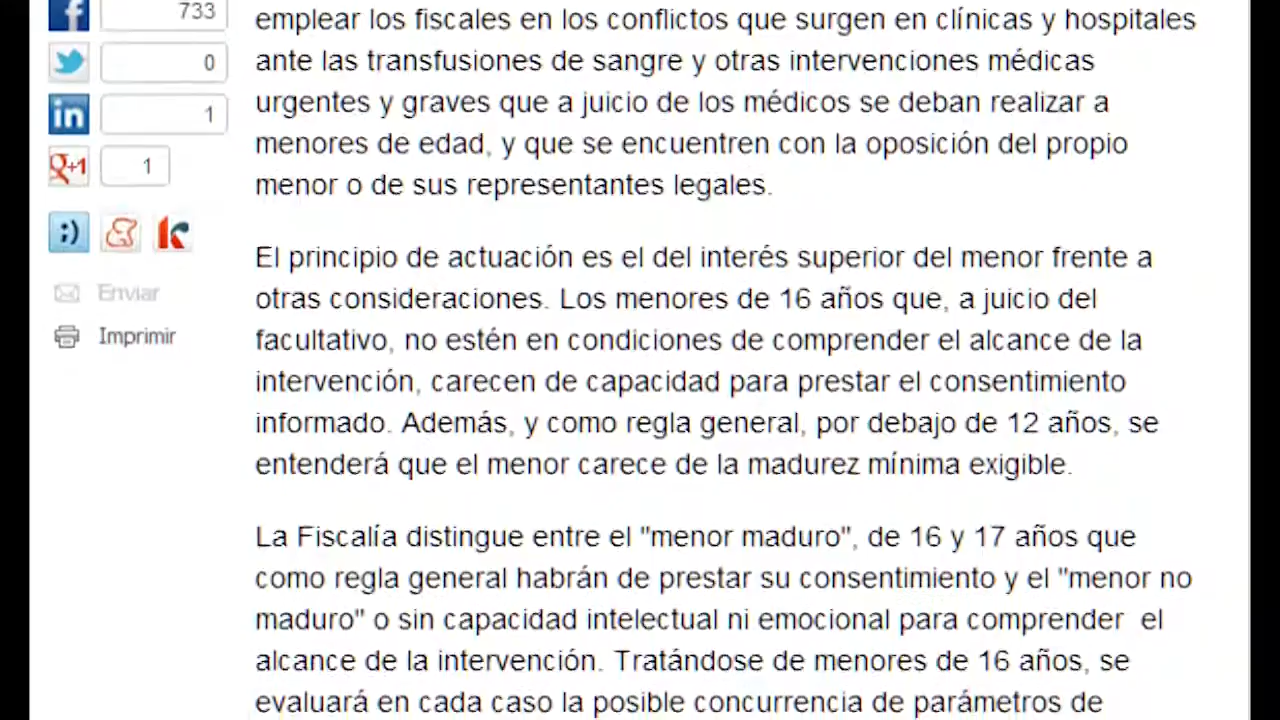 733
0
in
1
g+1
1
;)
Enviar
Imprimir
emplear los fiscales en los conflictos que surgen en clínicas y hospitales
ante las transfusiones de sangre y otras intervenciones médicas
urgentes y graves que a juicio de los médicos se deban realizar a
menores de edad, y que se encuentren con la oposición del propio
menor o de sus representantes legales.
El principio de actuación es el del interés superior del menor frente a
otras consideraciones. Los menores de 16 años que, a juicio del
facultativo, no estén en condiciones de comprender el alcance de la
intervención, carecen de capacidad para prestar el consentimiento
informado. Además, y como regla general, por debajo de 12 años, se
entenderá que el menor carece de la madurez mínima exigible.
La Fiscalía distingue entre el "menor maduro", de 16 y 17 años que
como regla general habrán de prestar su consentimiento y el "menor no
maduro" o sin capacidad intelectual ni emocional para comprender el
alcance de la intervención. Tratándose de menores de 16 años, se
evaluará en cada caso la posible concurrencia de parámetros de